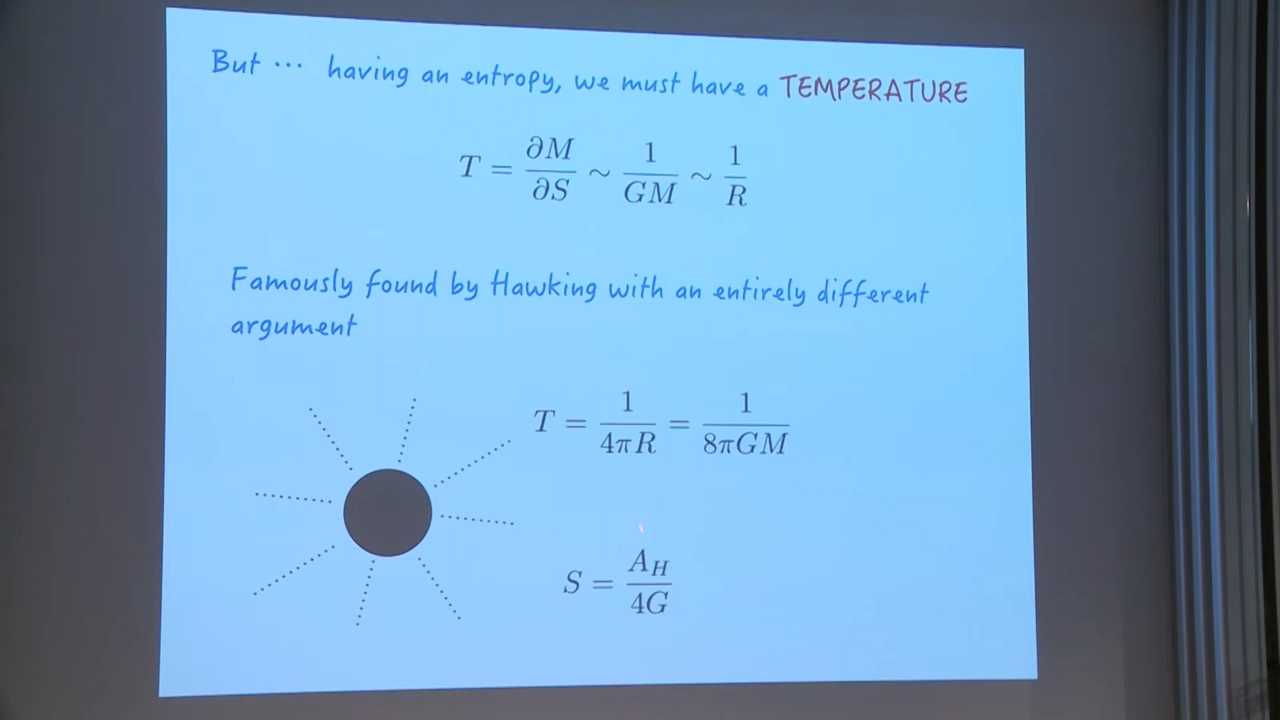 But ··· having an entropy, we must have a TEMPERATURE
T = ∂M/∂S ~ 1/GM ~ 1/R
Famously found by Hawking with an entirely different
argument
T = 1/4πR = 1/8πGM
S = A_H/4G